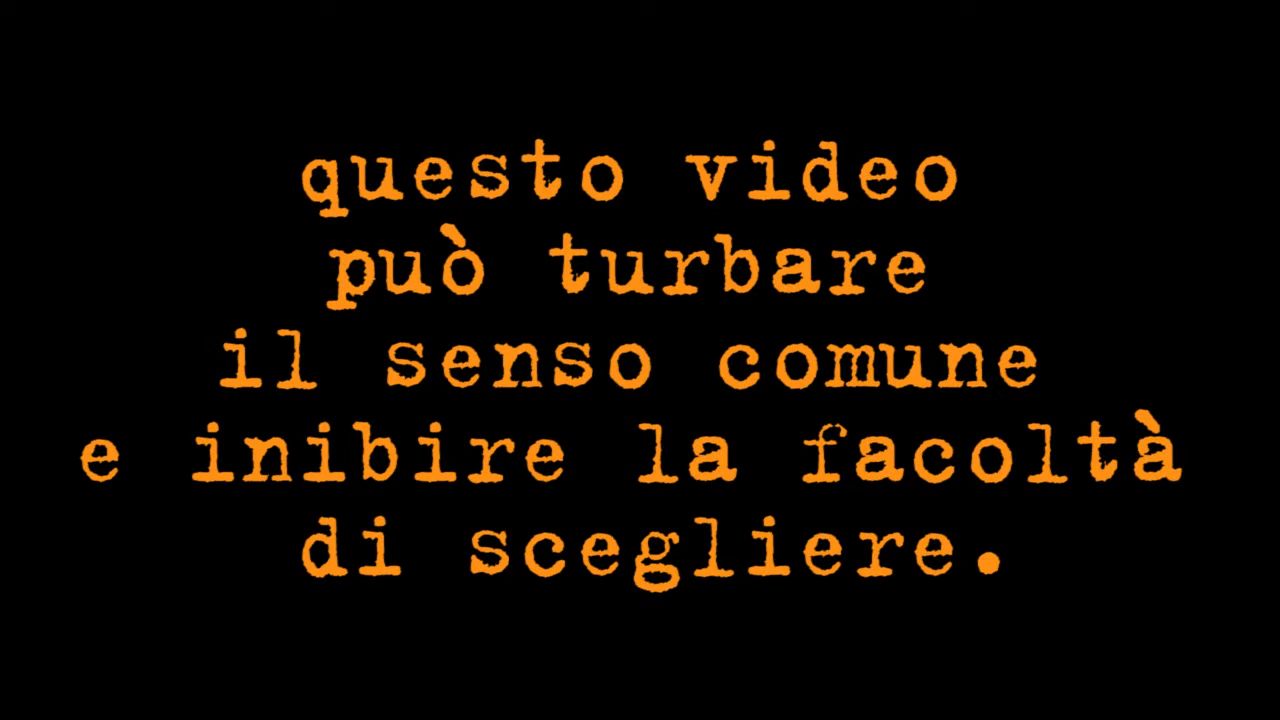 questo video
può turbare
il senso comune
e inibire la facoltà
di scegliere.